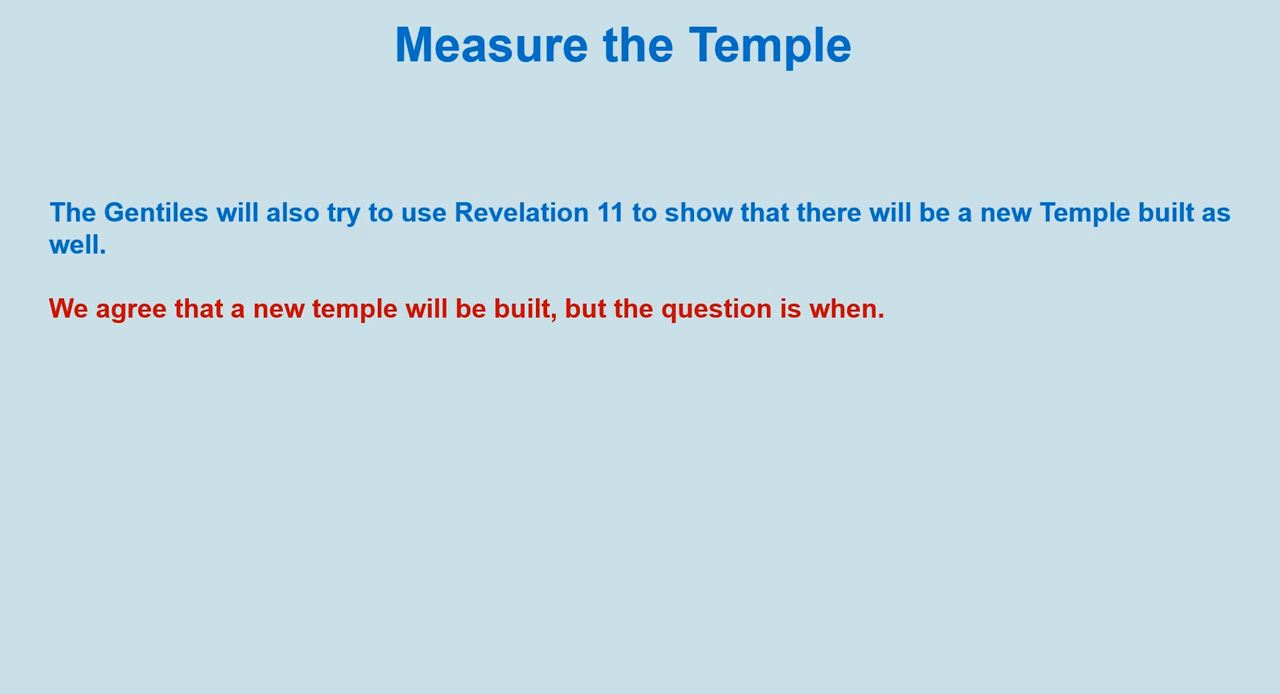 Measure the Temple
The Gentiles will also try to use Revelation 11 to show that there will be a new Temple built as
well.
We agree that a new temple will be built, but the question is when.